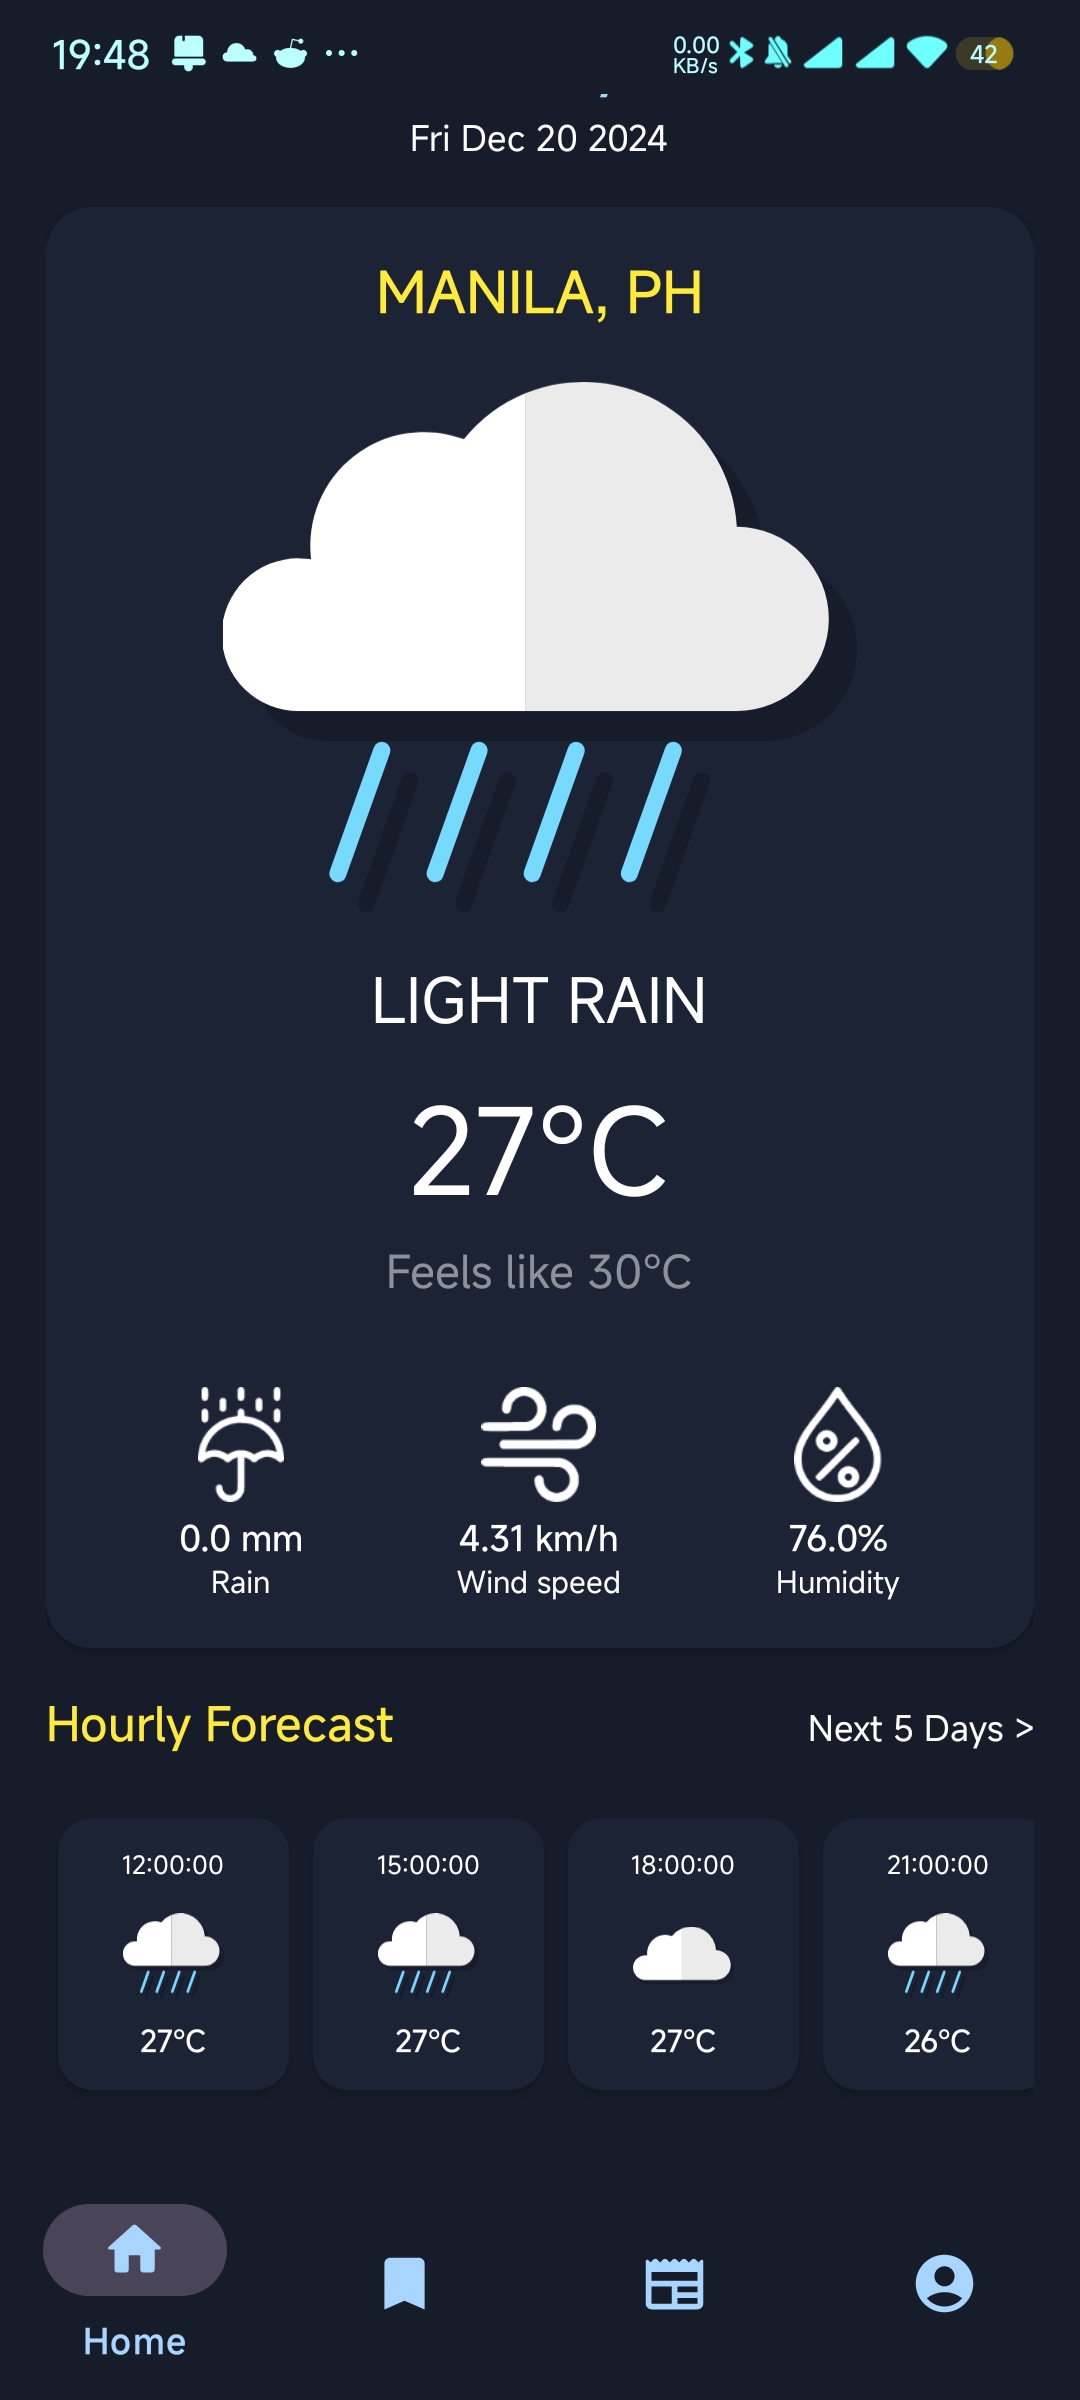 19:48
0.00
KB/s
42
Fri Dec 20 2024
MANILA, PH
LIGHT RAIN
27°C
Feels like 30°C
0.0 mm
4.31 km/h
76.0%
Rain
Wind speed
Humidity
Hourly Forecast
Next 5 Days >
12:00:00
15:00:00
18:00:00
21:00:00
27°C
27°C
27°C
26°C
Home